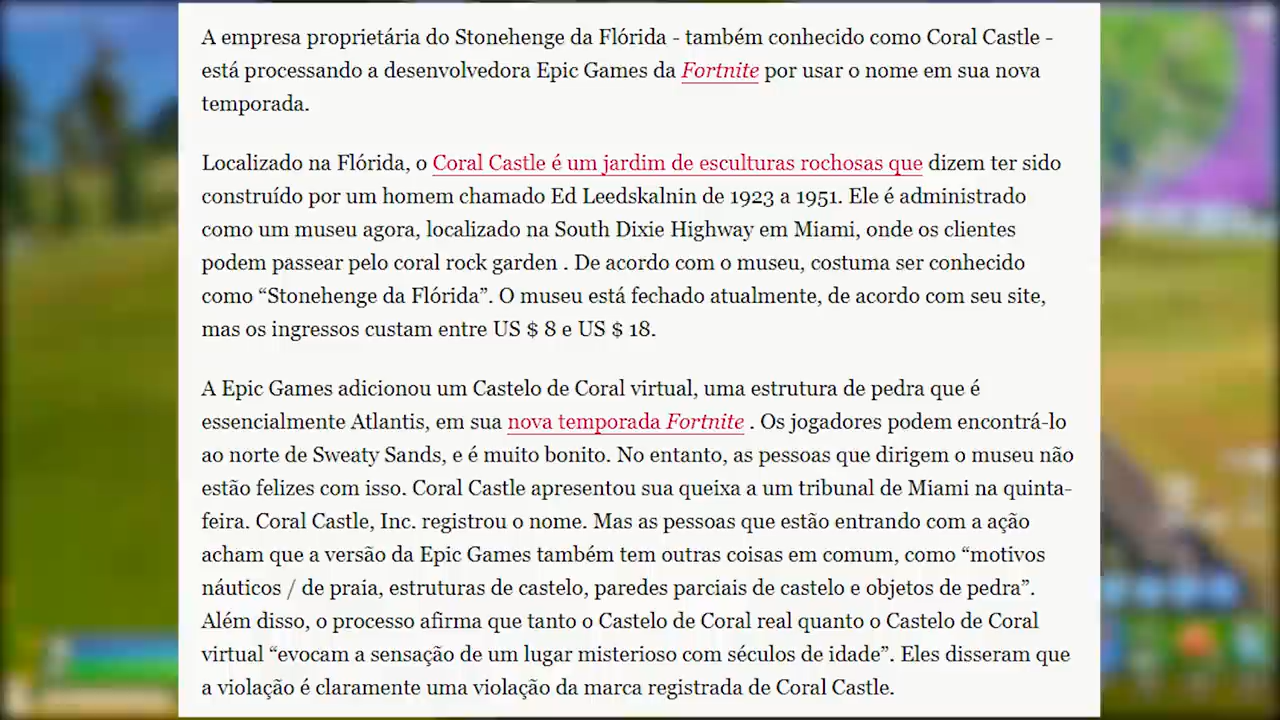 A empresa proprietária do Stonehenge da Flórida - também conhecido como Coral Castle -
está processando a desenvolvedora Epic Games da Fortnite por usar o nome em sua nova
temporada.
Localizado na Flórida, o Coral Castle é um jardim de esculturas rochosas que dizem ter sido
construído por um homem chamado Ed Leedskalnin de 1923 a 1951. Ele é administrado
como um museu agora, localizado na South Dixie Highway em Miami, onde os clientes
podem passear pelo coral rock garden . De acordo com o museu, costuma ser conhecido
como “Stonehenge da Flórida”. O museu está fechado atualmente, de acordo com seu site,
mas os ingressos custam entre US $ 8 e US $ 18.
A Epic Games adicionou um Castelo de Coral virtual, uma estrutura de pedra que é
essencialmente Atlantis, em sua nova temporada Fortnite . Os jogadores podem encontrá-lo
ao norte de Sweaty Sands, e é muito bonito. No entanto, as pessoas que dirigem o museu não
estão felizes com isso. Coral Castle apresentou sua queixa a um tribunal de Miami na quinta-
feira. Coral Castle, Inc. registrou o nome. Mas as pessoas que estão entrando com a ação
acham que a versão da Epic Games também tem outras coisas em comum, como “motivos
náuticos / de praia, estruturas de castelo, paredes parciais de castelo e objetos de pedra”.
Além disso, o processo afirma que tanto o Castelo de Coral real quanto o Castelo de Coral
virtual “evocam a sensação de um lugar misterioso com séculos de idade”. Eles disseram que
a violação é claramente uma violação da marca registrada de Coral Castle.